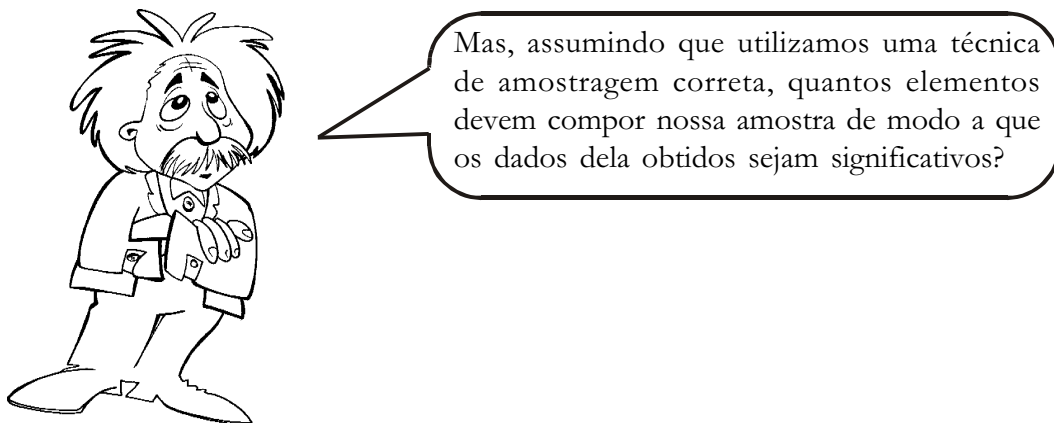 Mas, assumindo que utilizamos uma técnica
de amostragem correta, quantos elementos
devem compor nossa amostra de modo a que
os dados dela obtidos sejam significativos?